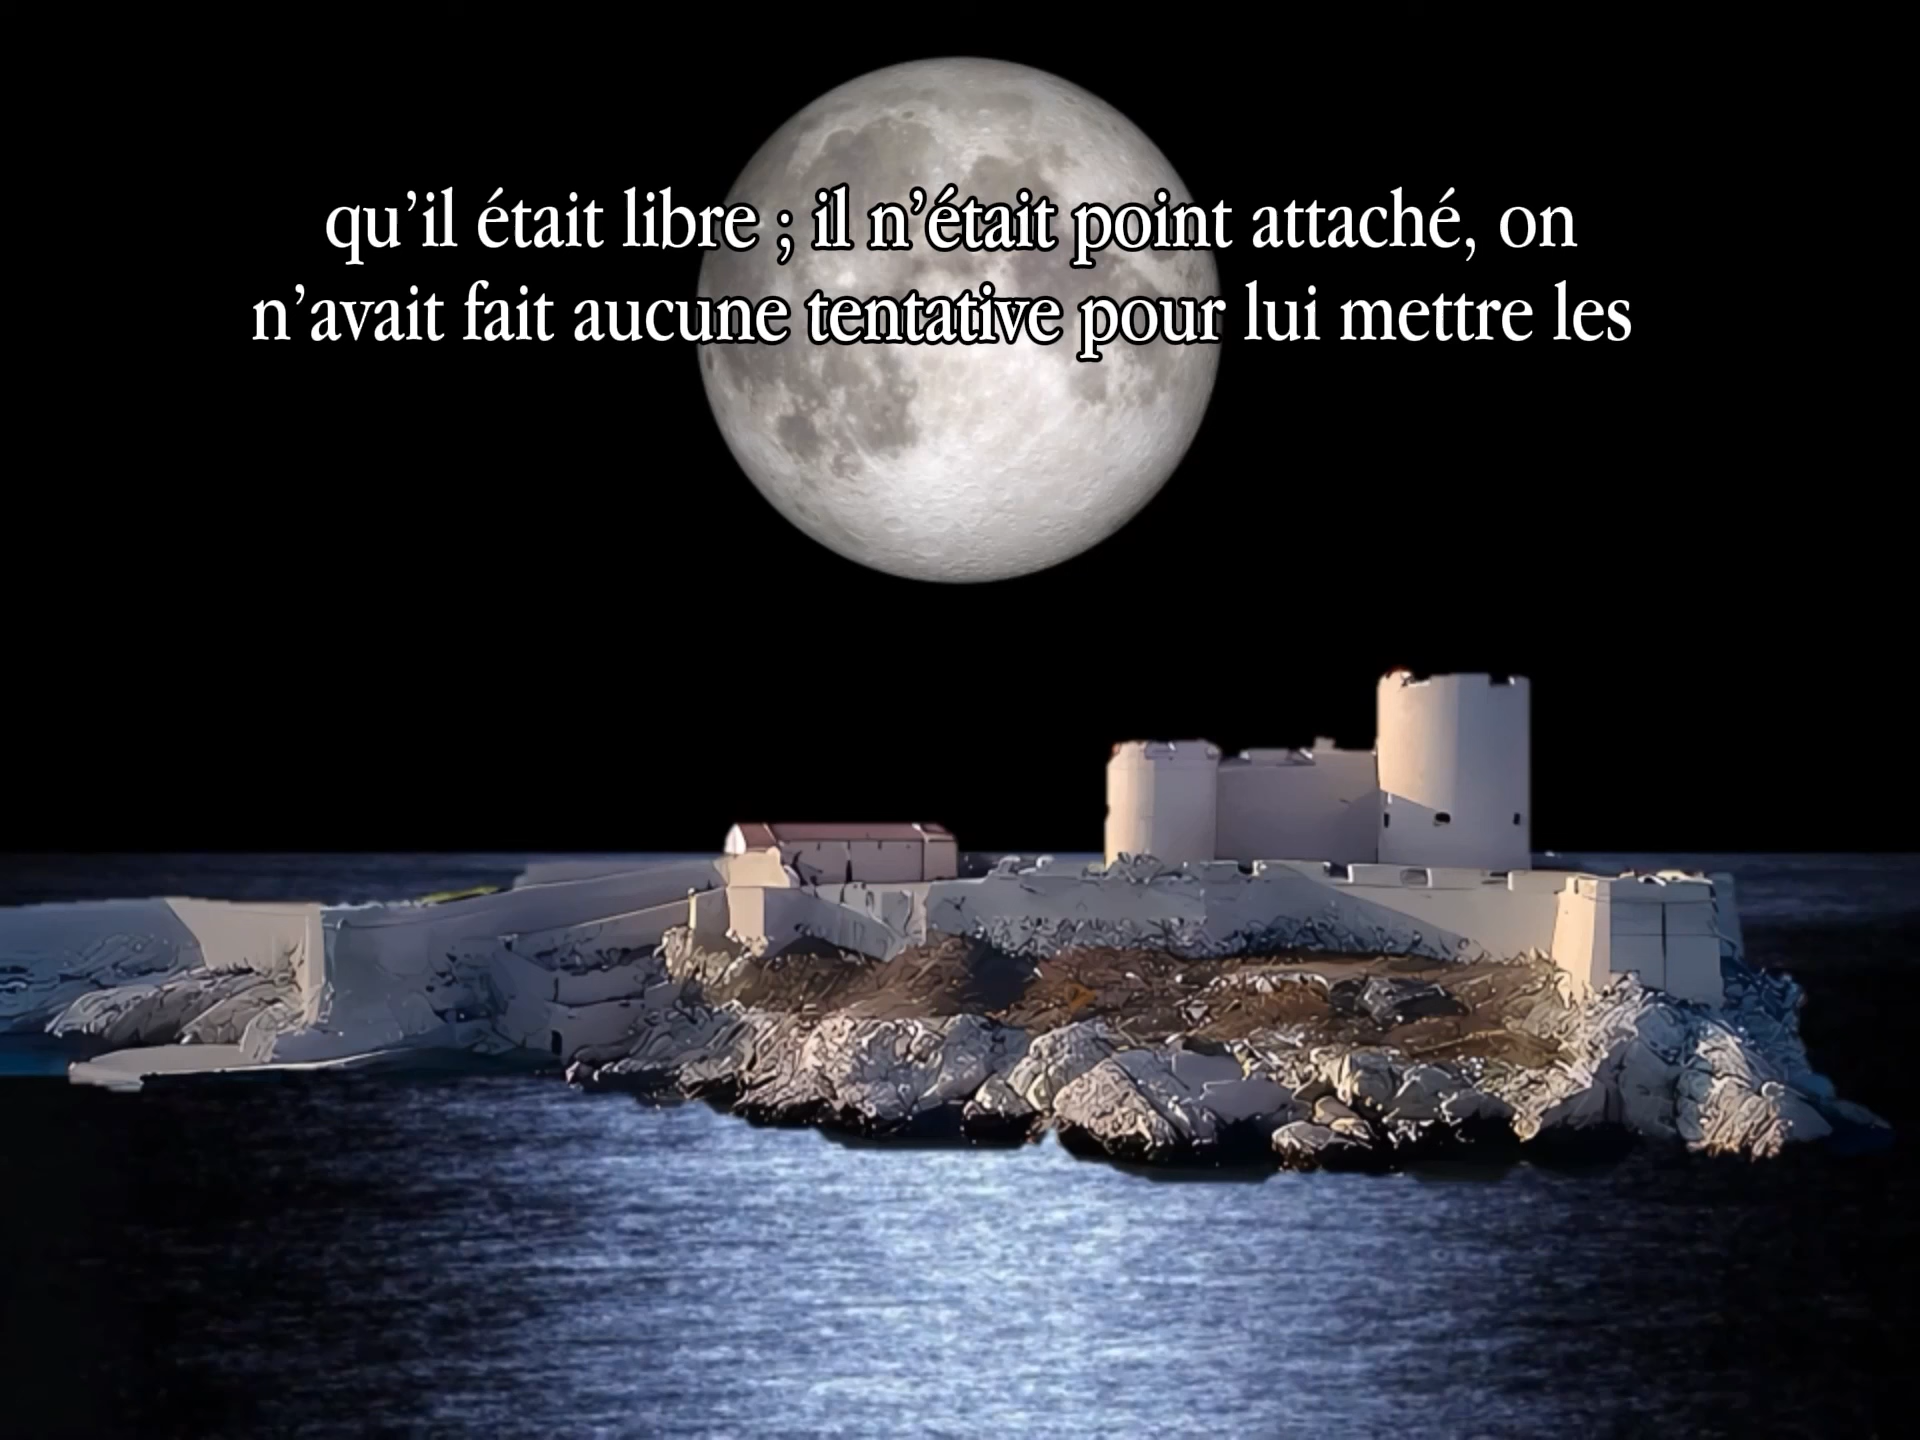 qu’il était libre ; il n’était point attaché, on
n’avait fait aucune tentative pour lui mettre les